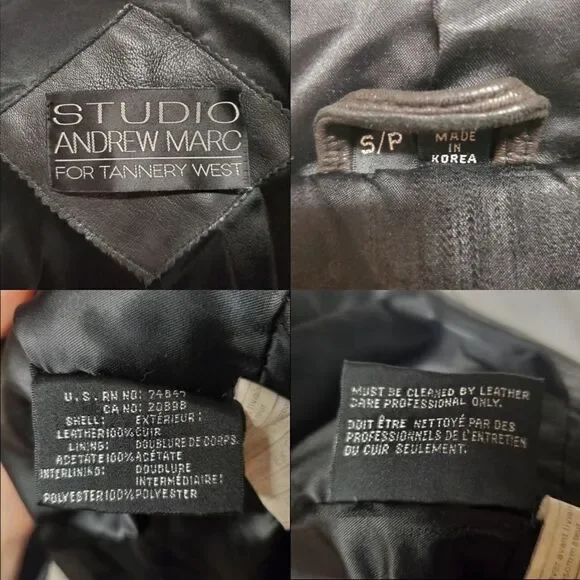 STUDIO
ANDREW MARC
FOR TANNERY WEST
S/P
MADE
IN
KOREA
U.S. RN NO:
CA NO: 20898
SHELL: EXTÉRIEUR:
LEATHER100%CUIR
LINING: DOUBLURE DE CORPS
ACETATE100%ACÉTATE
INTERLINING: DOUBLURE
INTERMÉDIAIRE:
POLYESTER100%POLYESTER
MUST BE CLEANED BY LEATHER
CARE PROFESSIONAL ONLY.
DOIT ÊTRE NETTOYÉ PAR DES
PROFESSIONNELS DE L'ENTRETIEN
DU CUIR SEULEMENT.